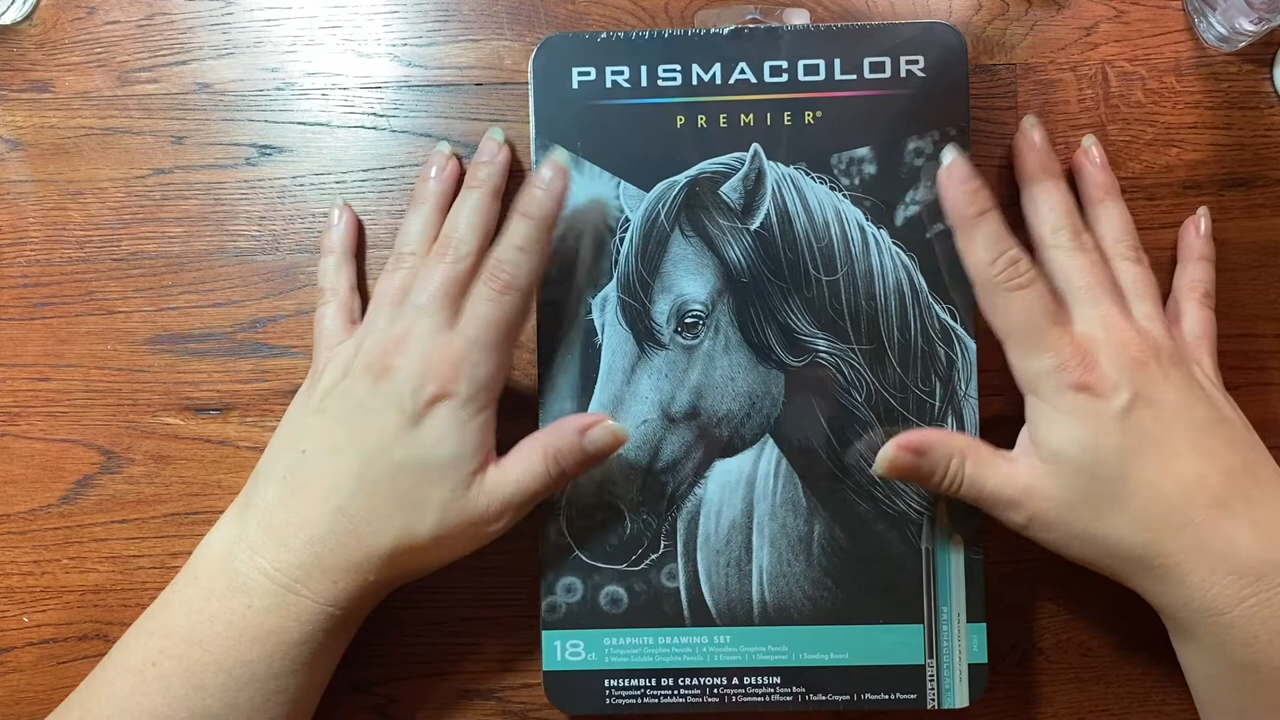 PRISMACOLOR
PREMIER®
18 ct.
GRAPHITE DRAWING SET
7 Turquoise® Graphite Pencils | 4 Woodless Graphite Pencils
3 Water-Soluble Graphite Pencils | 2 Erasers | 1 Sharpener | 1 Sanding Board
ENSEMBLE DE CRAYONS A DESSIN
7 Turquoise® Crayons a Dessin | 4 Crayons Graphite Sans Bois
3 Crayons à Mine Solubles Dans L'eau | 2 Gommes à Effacer | 1 Taille-Crayon | 1 Planche à Poncer
PRISMA
PRISMACOLOR